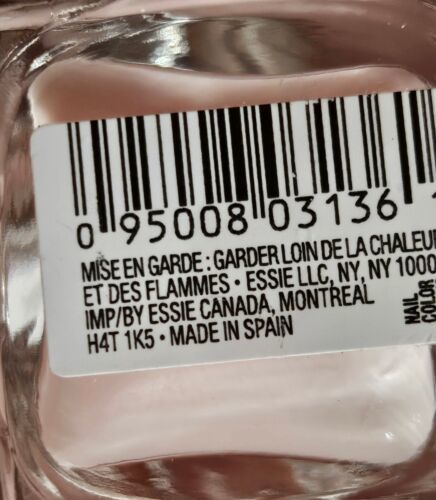 0 95008 03136
MISE EN GARDE : GARDER LOIN DE LA CHALEUR
ET DES FLAMMES • ESSIE LLC, NY, NY 1000
IMP/BY ESSIE CANADA, MONTREAL
H4T 1K5 • MADE IN SPAIN
NAIL
COLOR